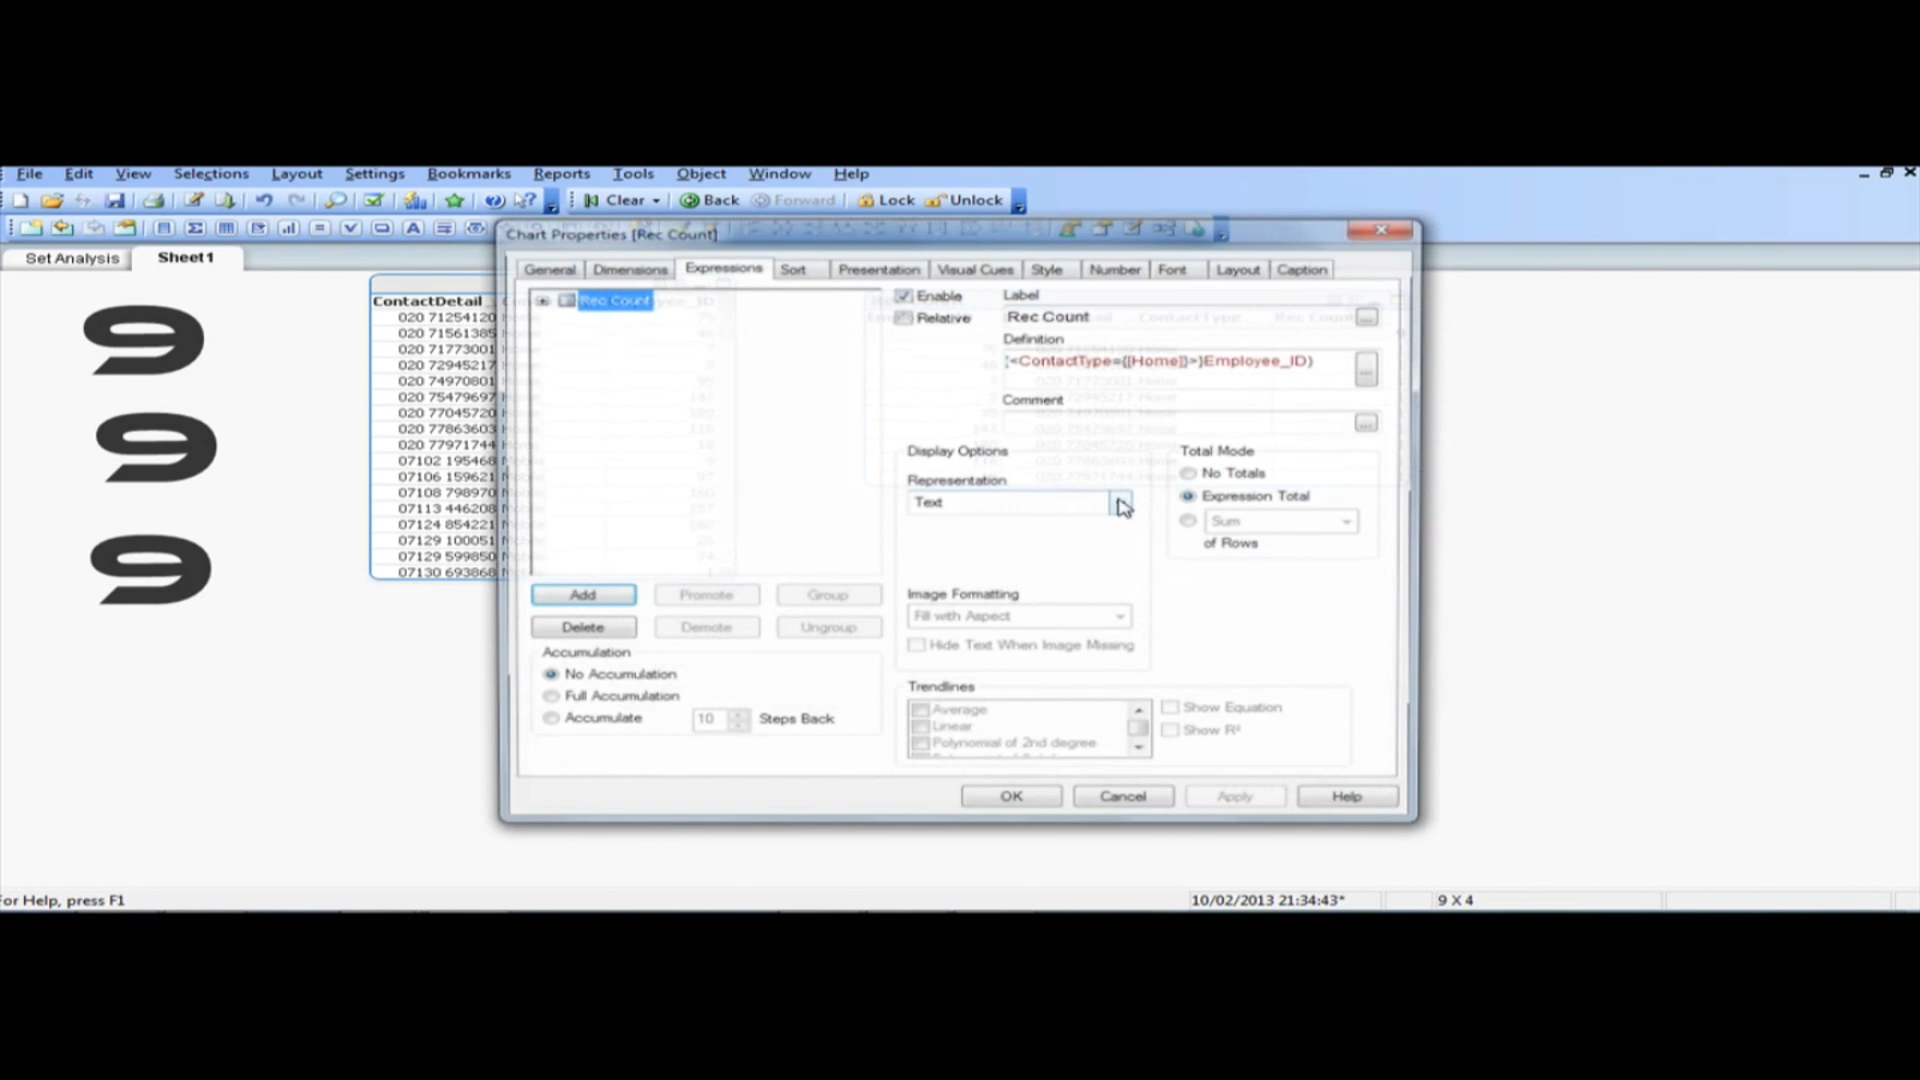 File Edit View Selections Layout Settings Bookmarks Reports Tools Object Window Help
Clear Back Forward Lock Unlock
Chart Properties [Rec Count]
Set Analysis Sheet1
General Dimensions Expressions Sort Presentation Visual Cues Style Number Font Layout Caption
9
9
9
ContactDetail
020 71254120
020 71561385
020 71773001
020 72945217
020 74970801
020 75479697
020 77045720
020 77863603
020 77971744
07102 195468
07106 159621
07108 798970
07113 446208
07124 854221
07129 100051
07129 599850
07130 693868
Rec Count
Enable
Relative
Label
Rec Count
Definition
<ContactType={[Home]}>}Employee_ID)
Comment
Display Options
Representation
Text
Total Mode
No Totals
Expression Total
Sum
of Rows
Add Promote Group
Delete Demote Ungroup
Image Formatting
Fill with Aspect
Hide Text When Image Missing
Accumulation
No Accumulation
Full Accumulation
Accumulate 10 Steps Back
Trendlines
Average
Linear
Polynomial of 2nd degree
Show Equation
Show R²
OK Cancel Apply Help
For Help, press F1
10/02/2013 21:34:43*
9 X 4